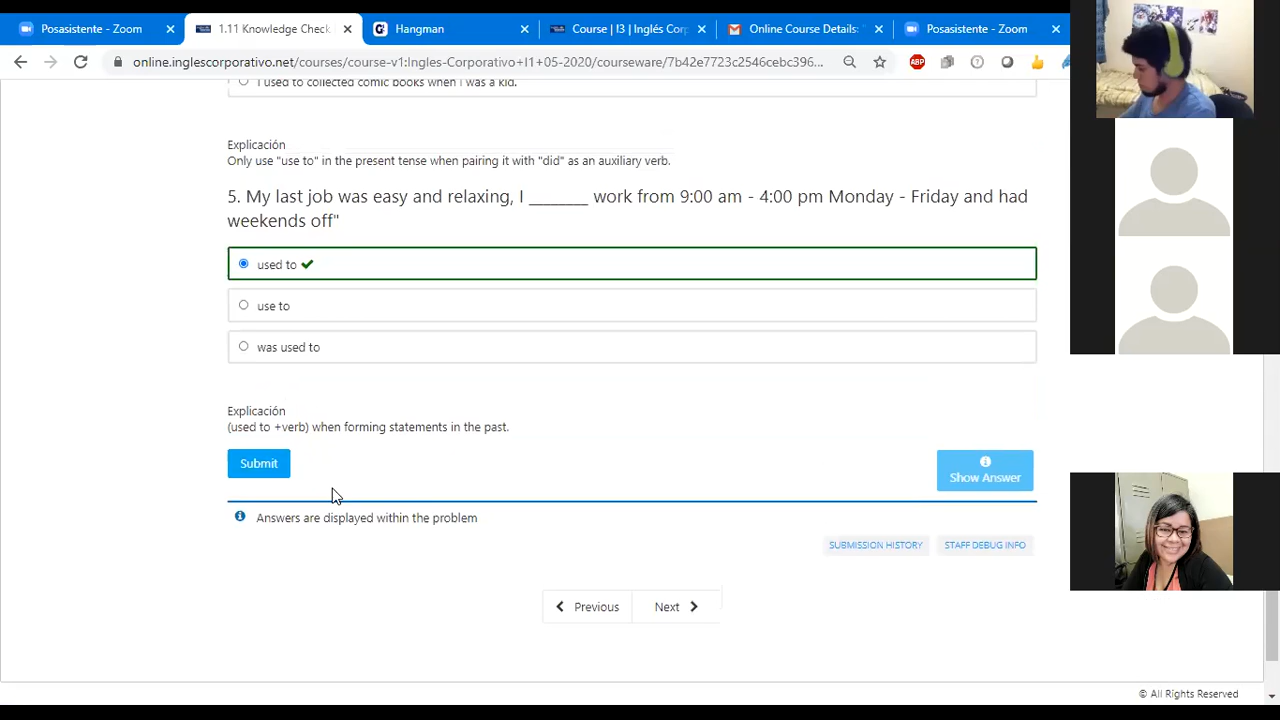 Posasistente - Zoom
1.11 Knowledge Check
Hangman
Course | I3 | Inglés Corp
Online Course Details:
Posasistente - Zoom
online.inglescorporativo.net/courses/course-v1:Ingles-Corporativo+I1+05-2020/courseware/7b42e7723c2546cebc396...
ABP
I used to collected comic books when I was a kid.
Explicación
Only use "use to" in the present tense when pairing it with "did" as an auxiliary verb.
5. My last job was easy and relaxing, I ________ work from 9:00 am - 4:00 pm Monday - Friday and had
weekends off"
used to
use to
was used to
Explicación
(used to +verb) when forming statements in the past.
Submit
Show Answer
Answers are displayed within the problem
SUBMISSION HISTORY
STAFF DEBUG INFO
Previous
Next
© All Rights Reserved